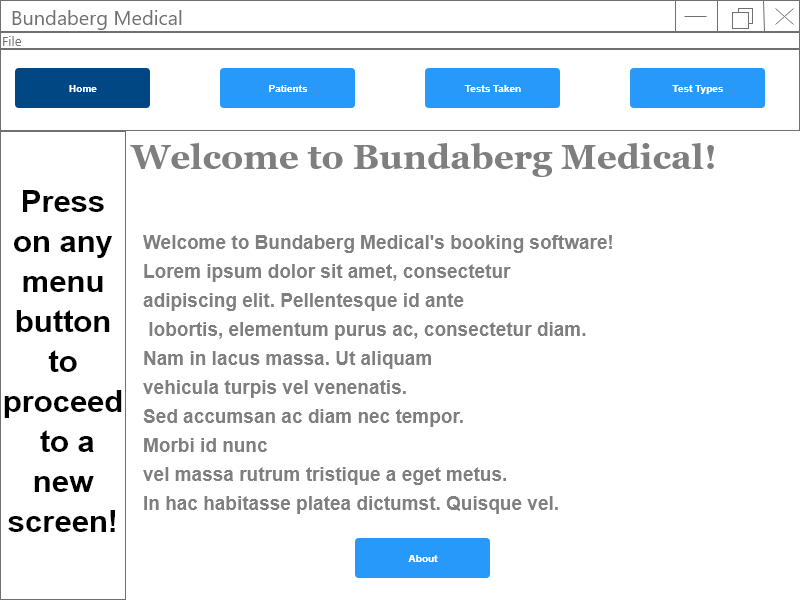 Bundaberg Medical
File
Home
Patients
Tests Taken
Test Types
Press
on any
menu
button
to
proceed
to a
new
screen!
Welcome to Bundaberg Medical!
Welcome to Bundaberg Medical's booking software!
Lorem ipsum dolor sit amet, consectetur
adipiscing elit. Pellentesque id ante
lobortis, elementum purus ac, consectetur diam.
Nam in lacus massa. Ut aliquam
vehicula turpis vel venenatis.
Sed accumsan ac diam nec tempor.
Morbi id nunc
vel massa rutrum tristique a eget metus.
In hac habitasse platea dictumst. Quisque vel.
About